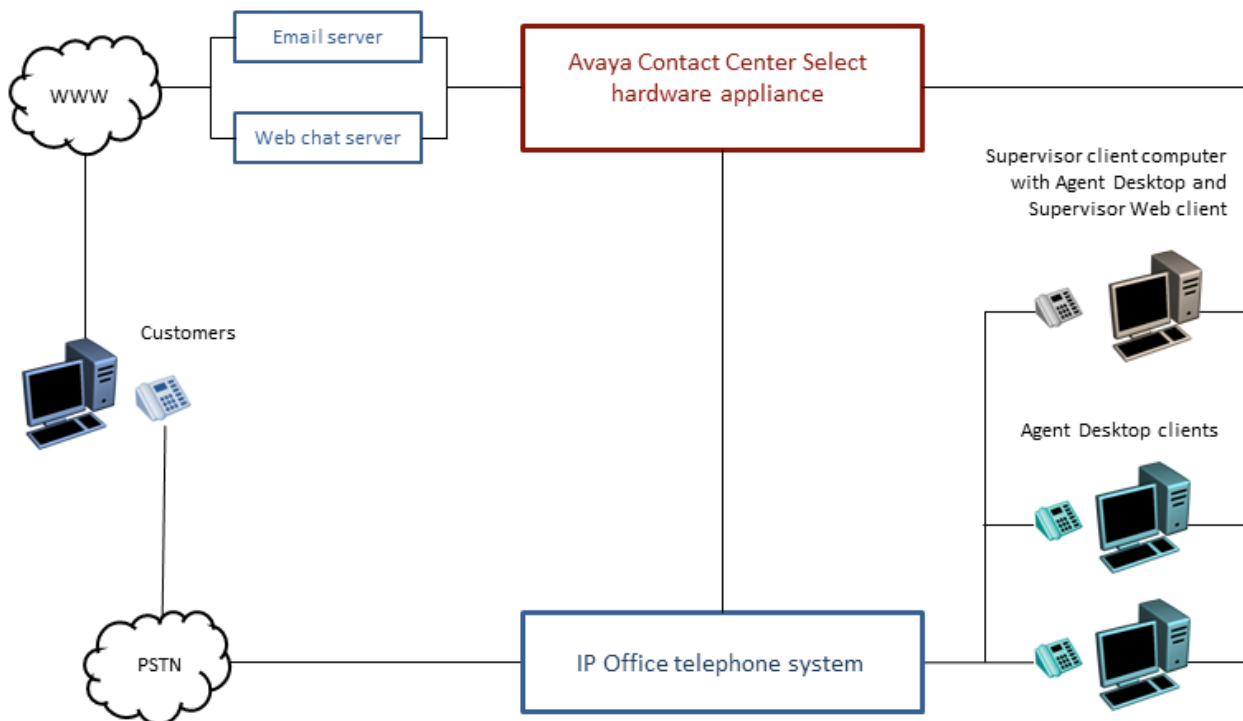 Email server
Avaya Contact Center Select
hardware appliance
www
Web chat server
Supervisor client computer
with Agent Desktop and
Supervisor Web client
Customers
Agent Desktop clients
PSTN
IP Office telephone system